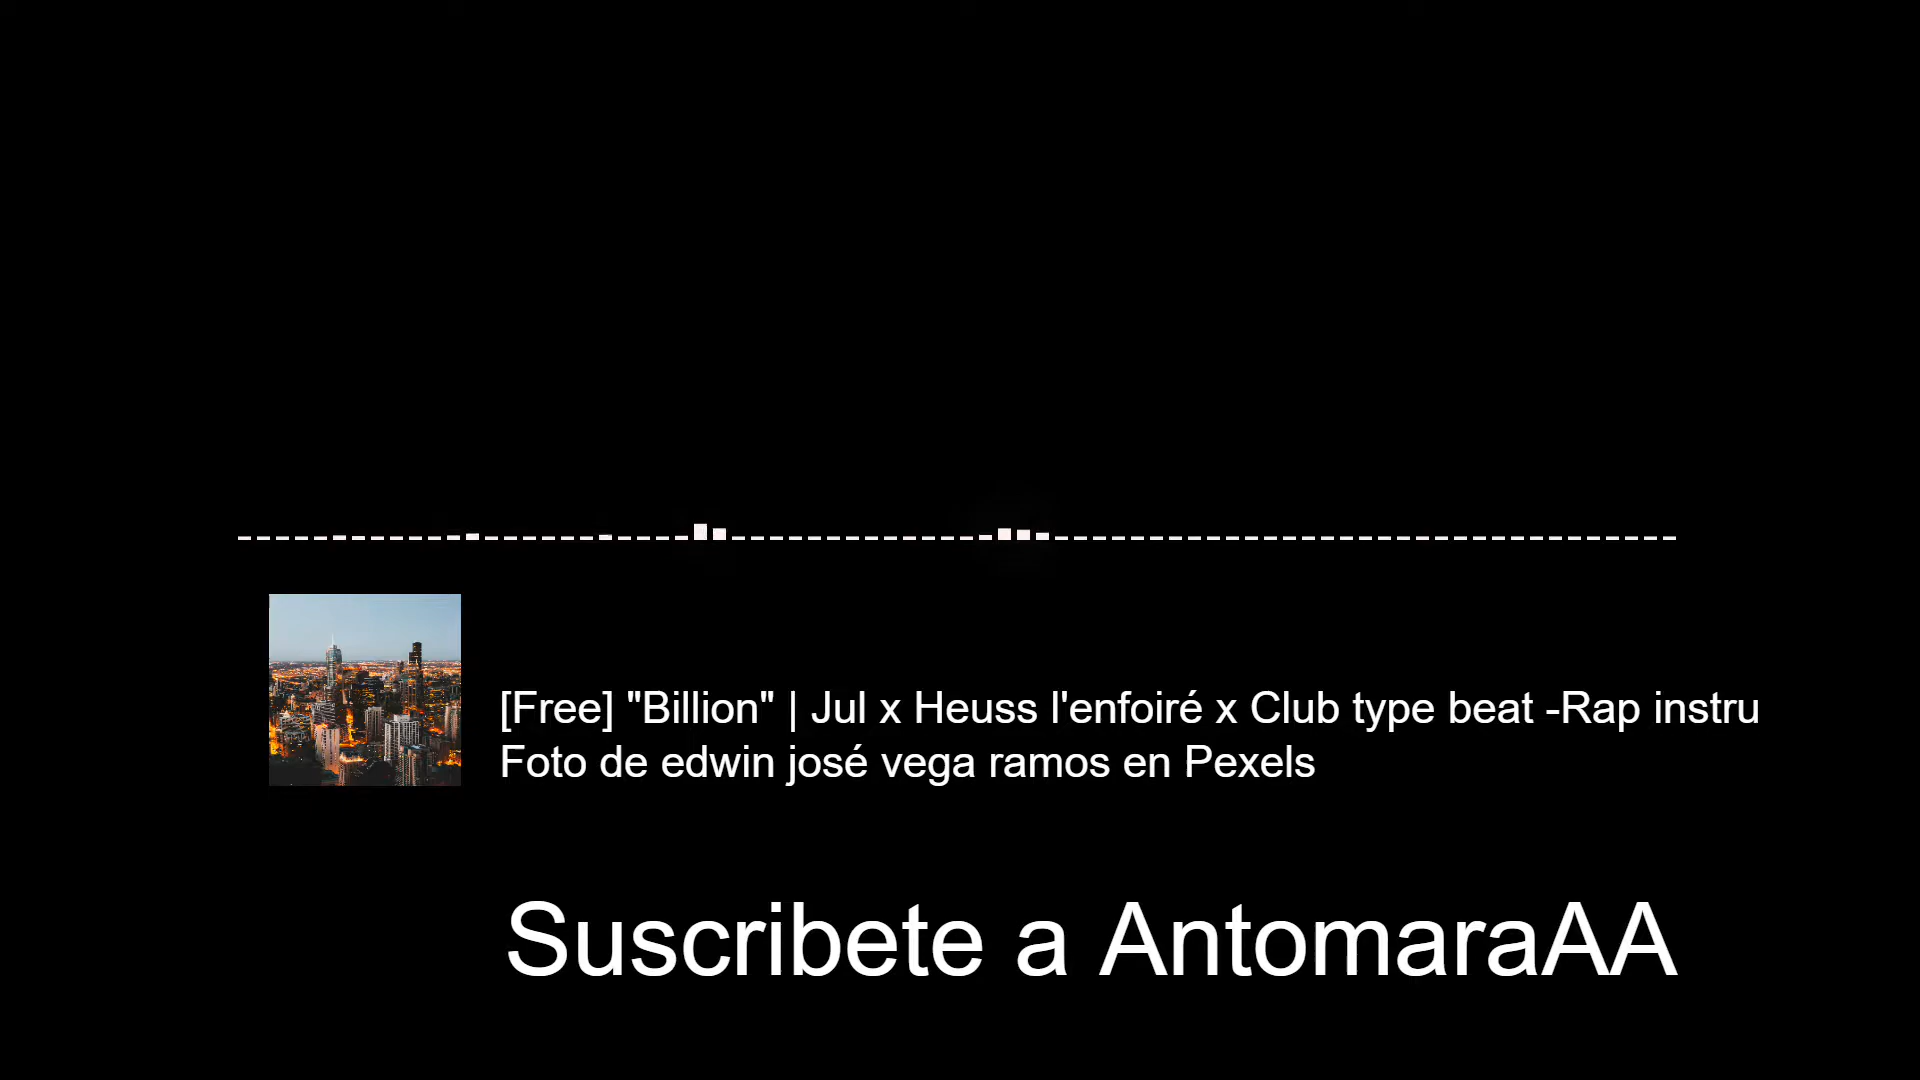 [Free] "Billion" | Jul x Heuss l'enfoiré x Club type beat -Rap instru
Foto de edwin josé vega ramos en Pexels
Suscribete a AntomaraAA